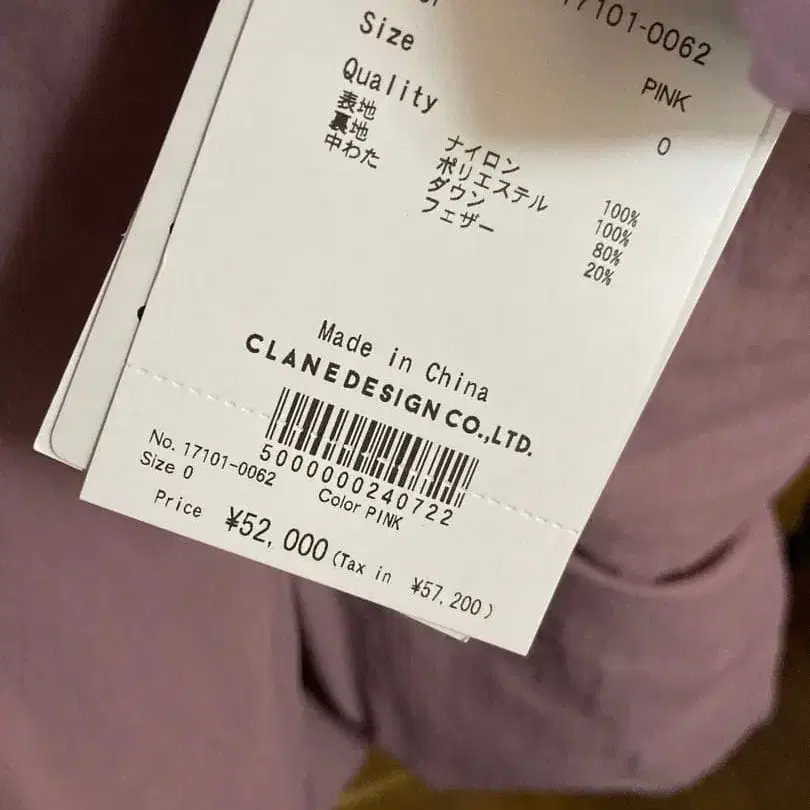 17101-0062
PINK
Size 0
Quality
表地 ナイロン 100%
裏地 ポリエステル 100%
中わた ダウン 80%
フェザー 20%
Made in China
CLANE DESIGN CO.,LTD.
5000000240722
No. 17101-0062
Size 0 Color PINK
Price ¥52,000 (Tax in ¥57,200)